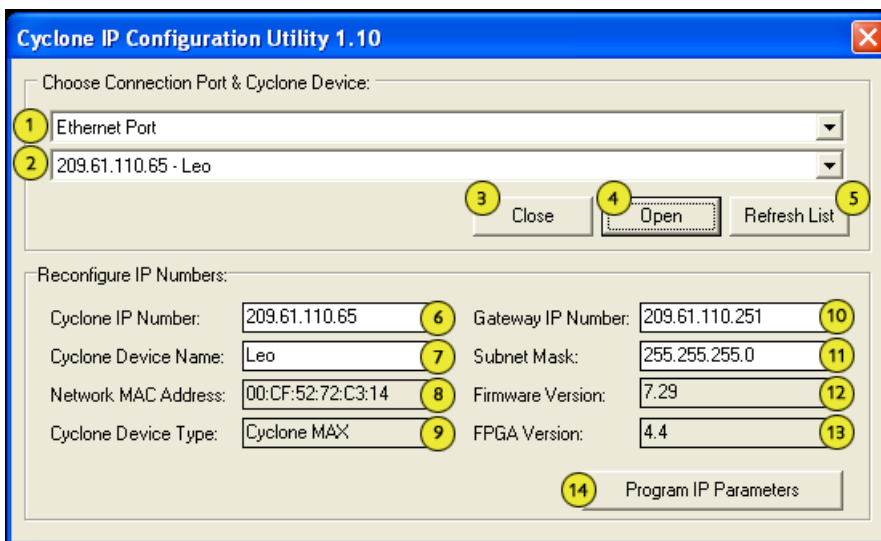 Cyclone IP Configuration Utility 1.10
Choose Connection Port & Cyclone Device:
1 Ethernet Port
2 209.61.110.65 - Leo
3 Close 4 Open 5 Refresh List
Reconfigure IP Numbers:
Cyclone IP Number: 209.61.110.65 6 Gateway IP Number: 209.61.110.251 10
Cyclone Device Name: Leo 7 Subnet Mask: 255.255.255.0 11
Network MAC Address: 00:CF:52:72:C3:14 8 Firmware Version: 7.29 12
Cyclone Device Type: Cyclone MAX 9 FPGA Version: 4.4 13
14 Program IP Parameters